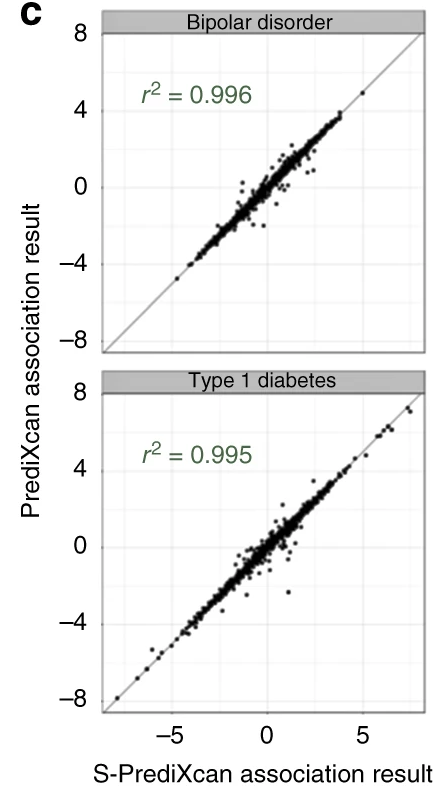 c
Bipolar disorder
8
r² = 0.996
4
0
−4
−8
PrediXcan association result
Type 1 diabetes
8
r² = 0.995
4
0
−4
−8
−5 0 5
S-PrediXcan association result